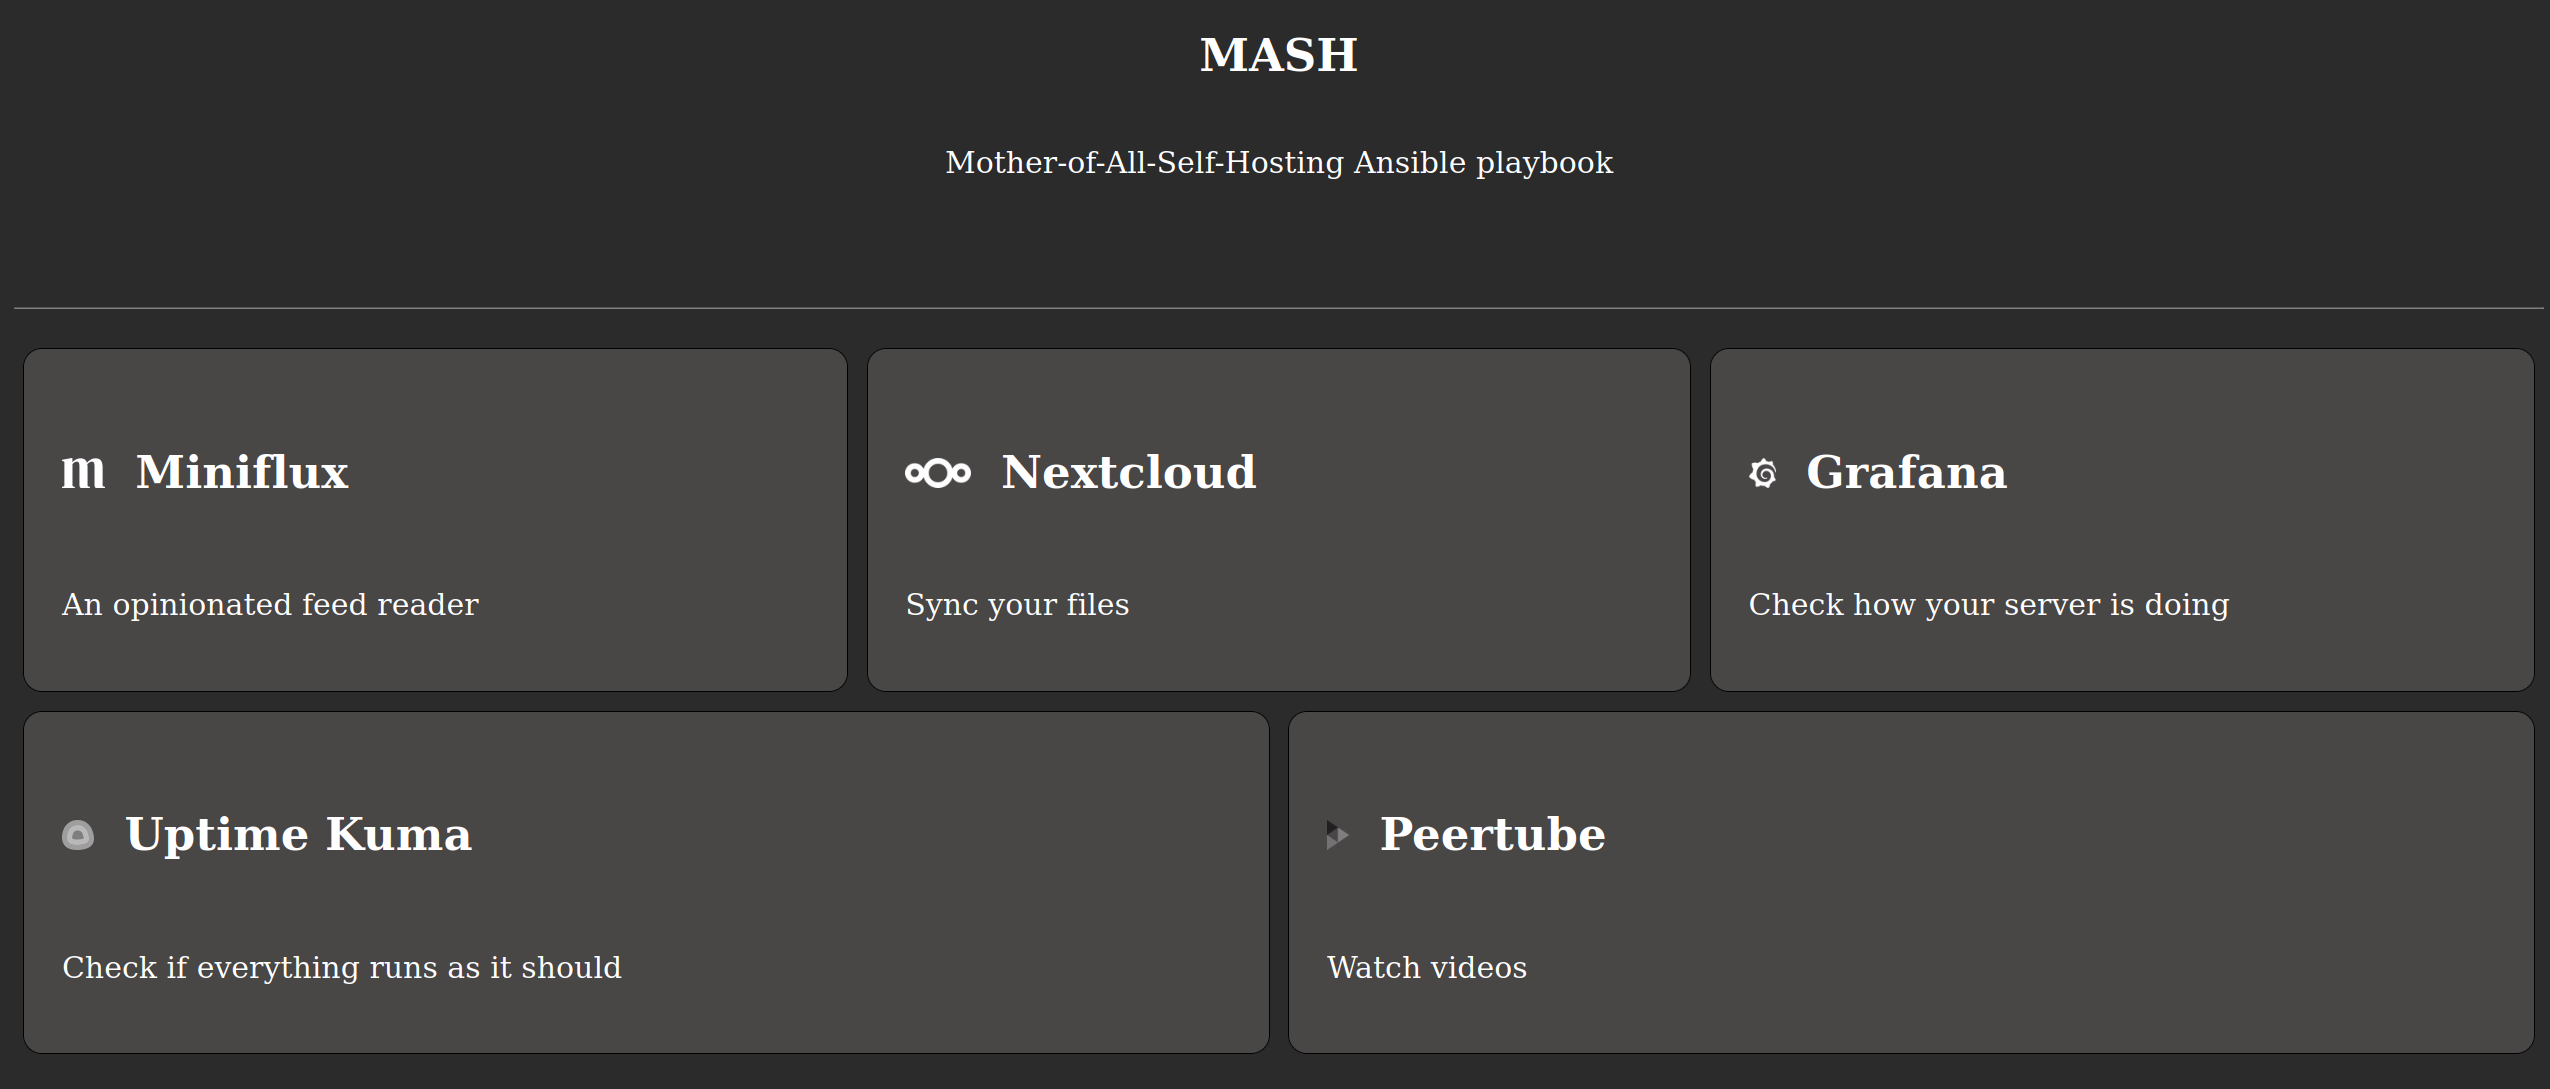 MASH
Mother-of-All-Self-Hosting Ansible playbook
m Miniflux
Nextcloud
Grafana
An opinionated feed reader
Sync your files
Check how your server is doing
Uptime Kuma
Peertube
Check if everything runs as it should
Watch videos